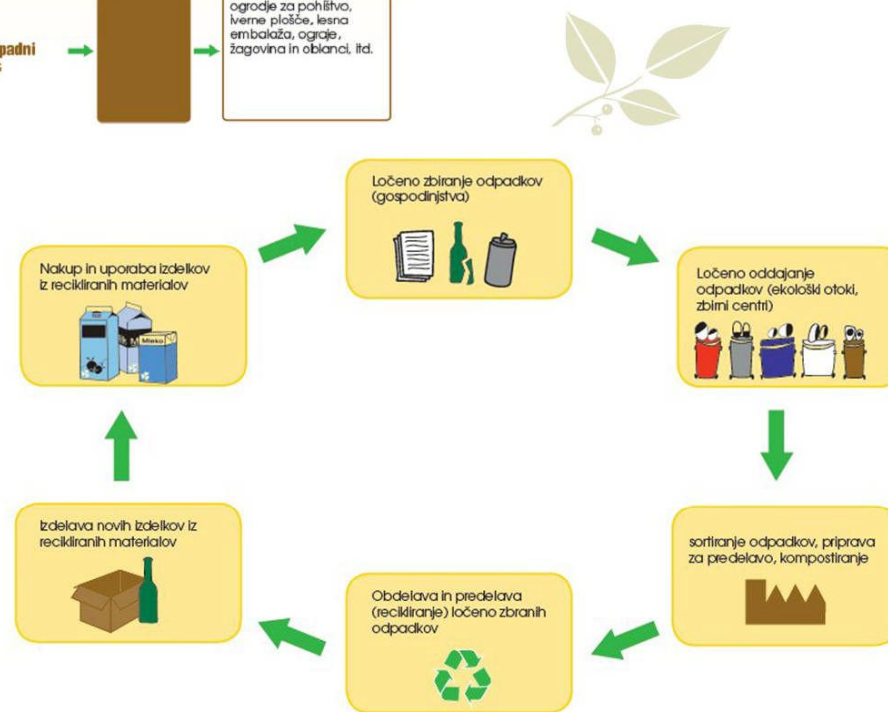 ogrodje za pohištvo,
iverne plošče, lesna
embalaža, ograje,
žagovina in oblanci, itd.
Ločeno zbiranje odpadkov
(gospodinjstva)
Ločeno oddajanje
odpadkov (ekološki otoki,
zbirni centri)
sortiranje odpadkov, priprava
za predelavo, kompostiranje
Obdelava in predelava
(recikliranje) ločeno zbranih
odpadkov
Izdelava novih izdelkov iz
recikliranih materialov
Nakup in uporaba izdelkov
iz recikliranih materialov
Mleko